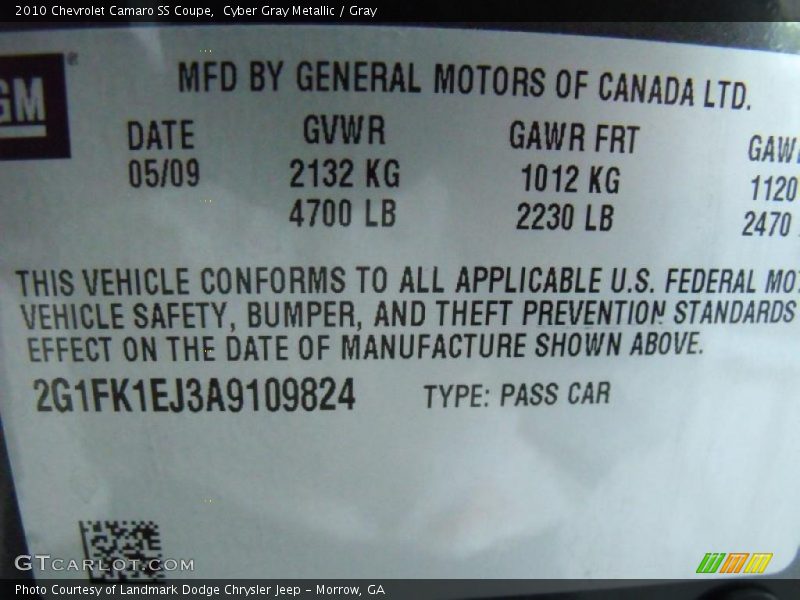 2010 Chevrolet Camaro SS Coupe, Cyber Gray Metallic / Gray
GM
MFD BY GENERAL MOTORS OF CANADA LTD.
DATE GVWR GAWR FRT
05/09 2132 KG 1012 KG 1120
4700 LB 2230 LB 2470
THIS VEHICLE CONFORMS TO ALL APPLICABLE U.S. FEDERAL
VEHICLE SAFETY, BUMPER, AND THEFT PREVENTION STANDARDS
EFFECT ON THE DATE OF MANUFACTURE SHOWN ABOVE.
2G1FK1EJ3A9109824 TYPE: PASS CAR
GTCARLOT.COM
Photo Courtesy of Landmark Dodge Chrysler Jeep - Morrow, GA